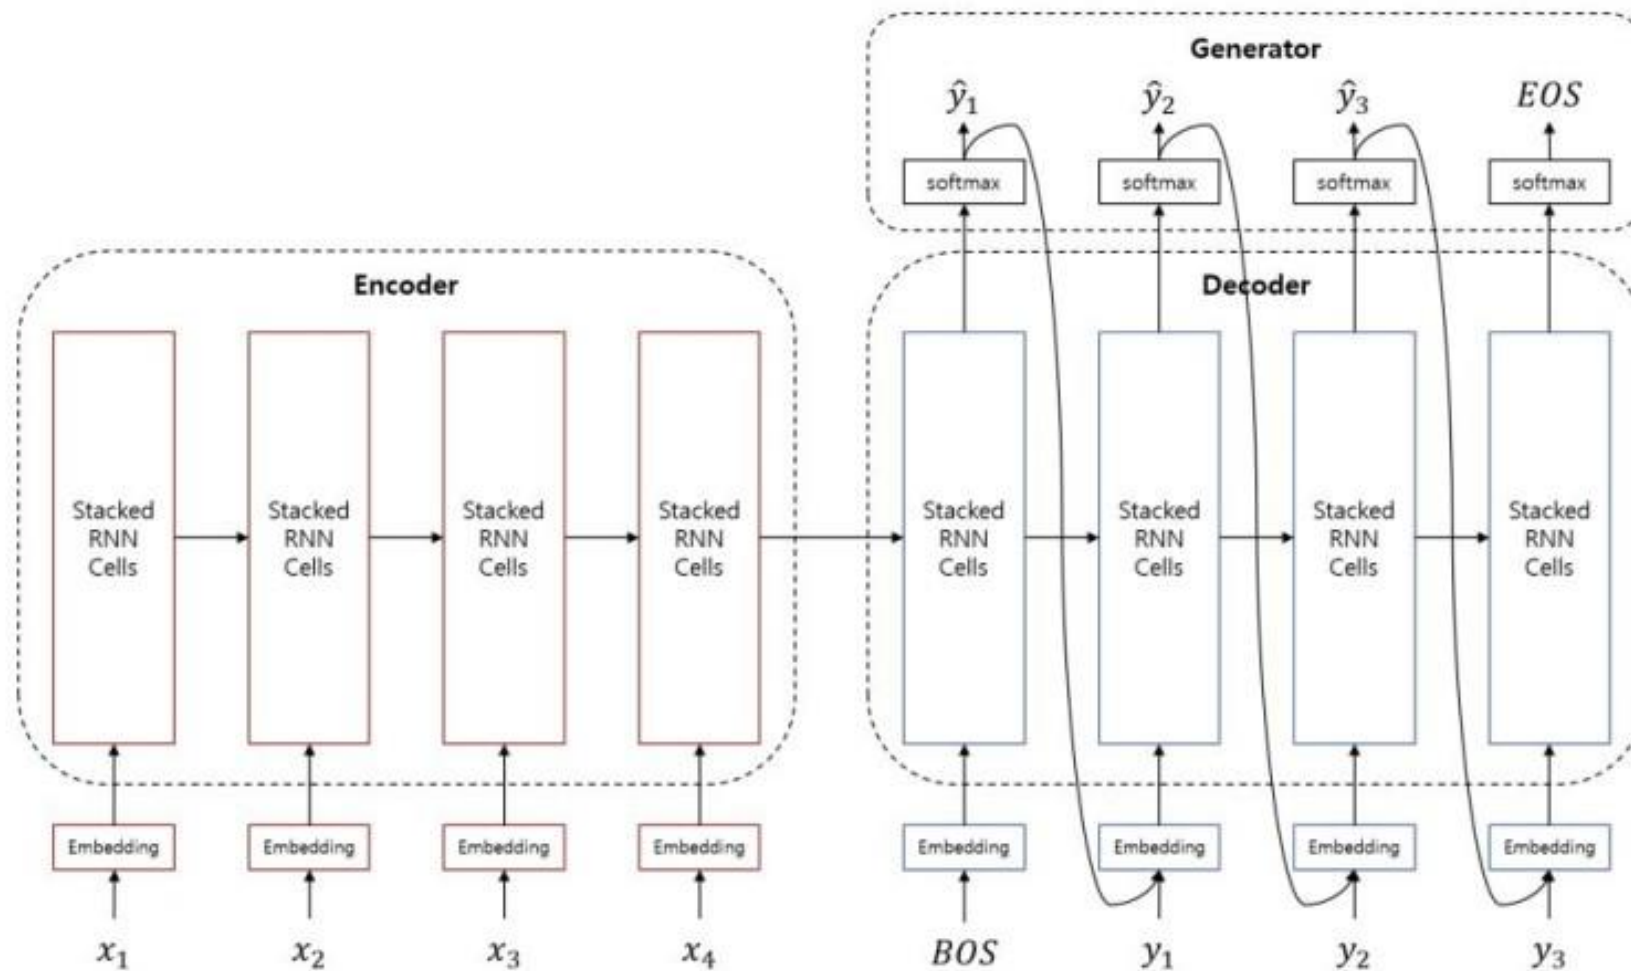 Generator
ŷ₁ ŷ₂ ŷ₃ EOS
softmax softmax softmax softmax
Encoder Decoder
Stacked Stacked Stacked Stacked Stacked Stacked Stacked Stacked
RNN RNN RNN RNN RNN RNN RNN RNN
Cells Cells Cells Cells Cells Cells Cells Cells
Embedding Embedding Embedding Embedding Embedding Embedding Embedding Embedding
x₁ x₂ x₃ x₄ BOS y₁ y₂ y₃